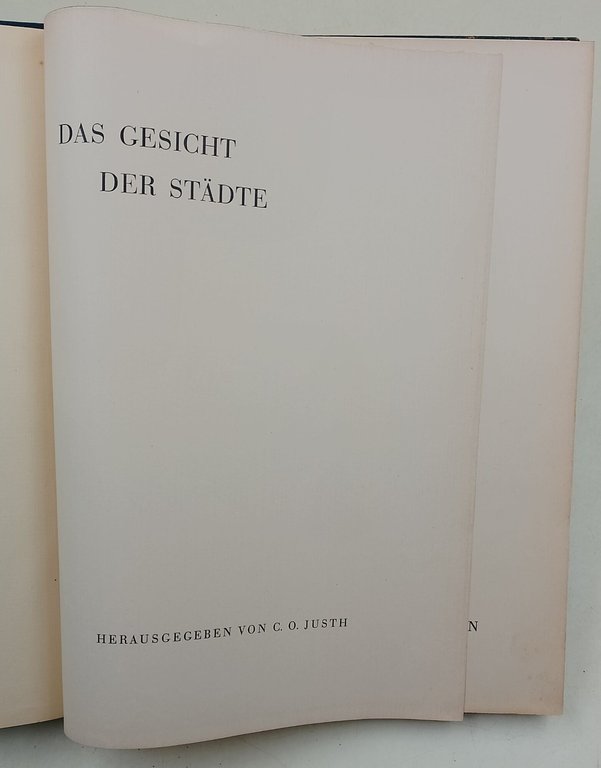 DAS GESICHT
DER STÄDTE
HERAUSGEGEBEN VON C. O. JUSTH
N